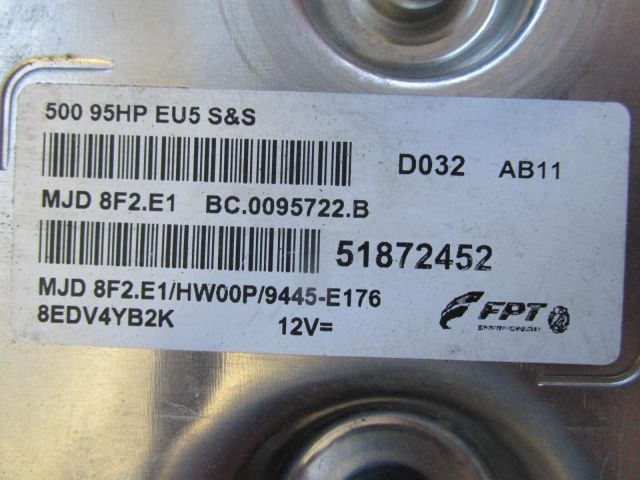 500 95HP EU5 S&S
D032 AB11
MJD 8F2.E1 BC.0095722.B
51872452
MJD 8F2.E1/HW00P/9445-E176
8EDV4YB2K 12V=
FPT